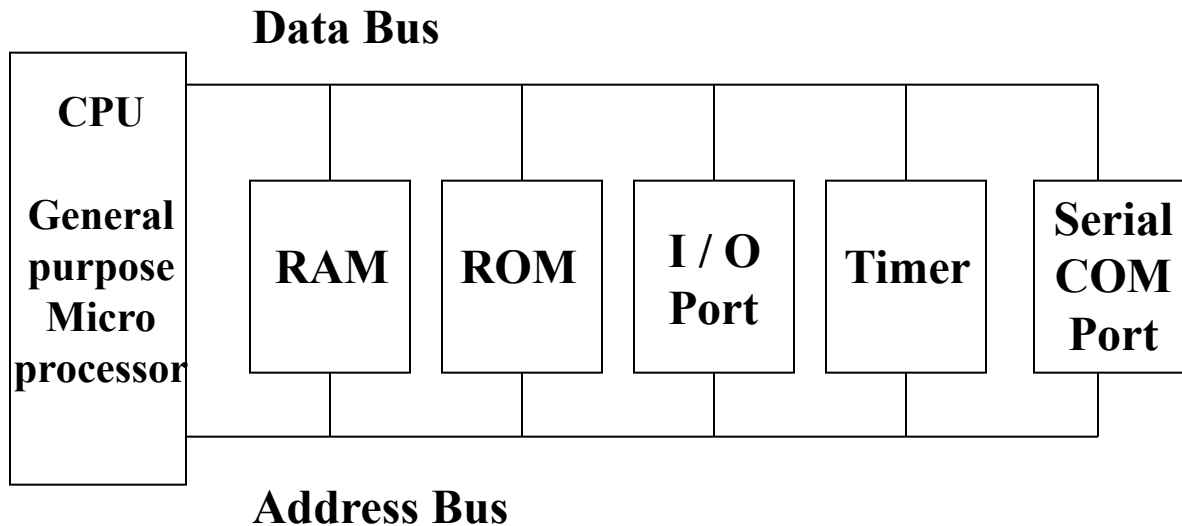 Data Bus
CPU
General
purpose
Micro
processor
RAM
ROM
I / O
Port
Timer
Serial
COM
Port
Address Bus